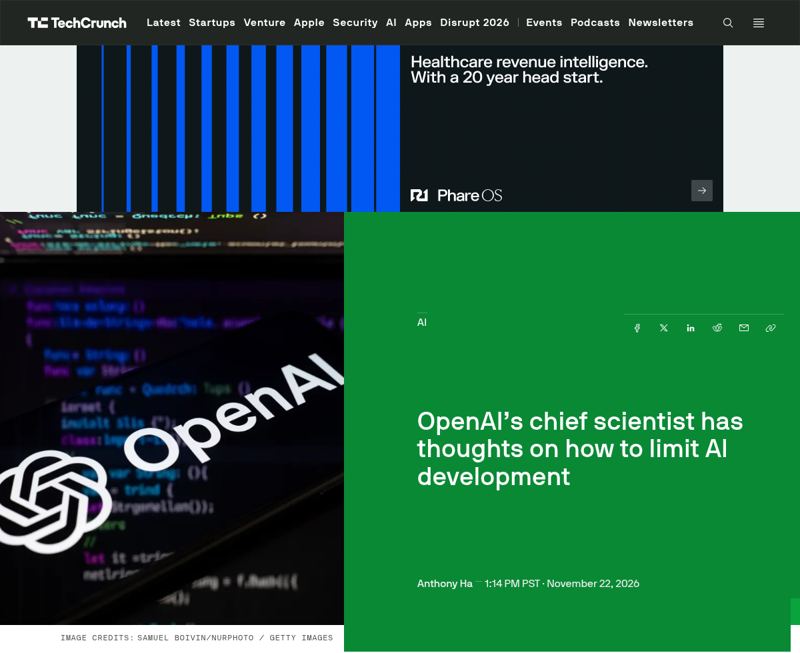 TechCrunch
Latest Startups Venture Apple Security AI Apps Disrupt 2026 Events Podcasts Newsletters
Healthcare revenue intelligence.
With a 20 year head start.
Phare OS
OpenAI
AI
OpenAI’s chief scientist has
thoughts on how to limit AI
development
Anthony Ha — 1:14 PM PST · November 22, 2026
IMAGE CREDITS: SAMUEL BOIVIN/NURPHOTO / GETTY IMAGES